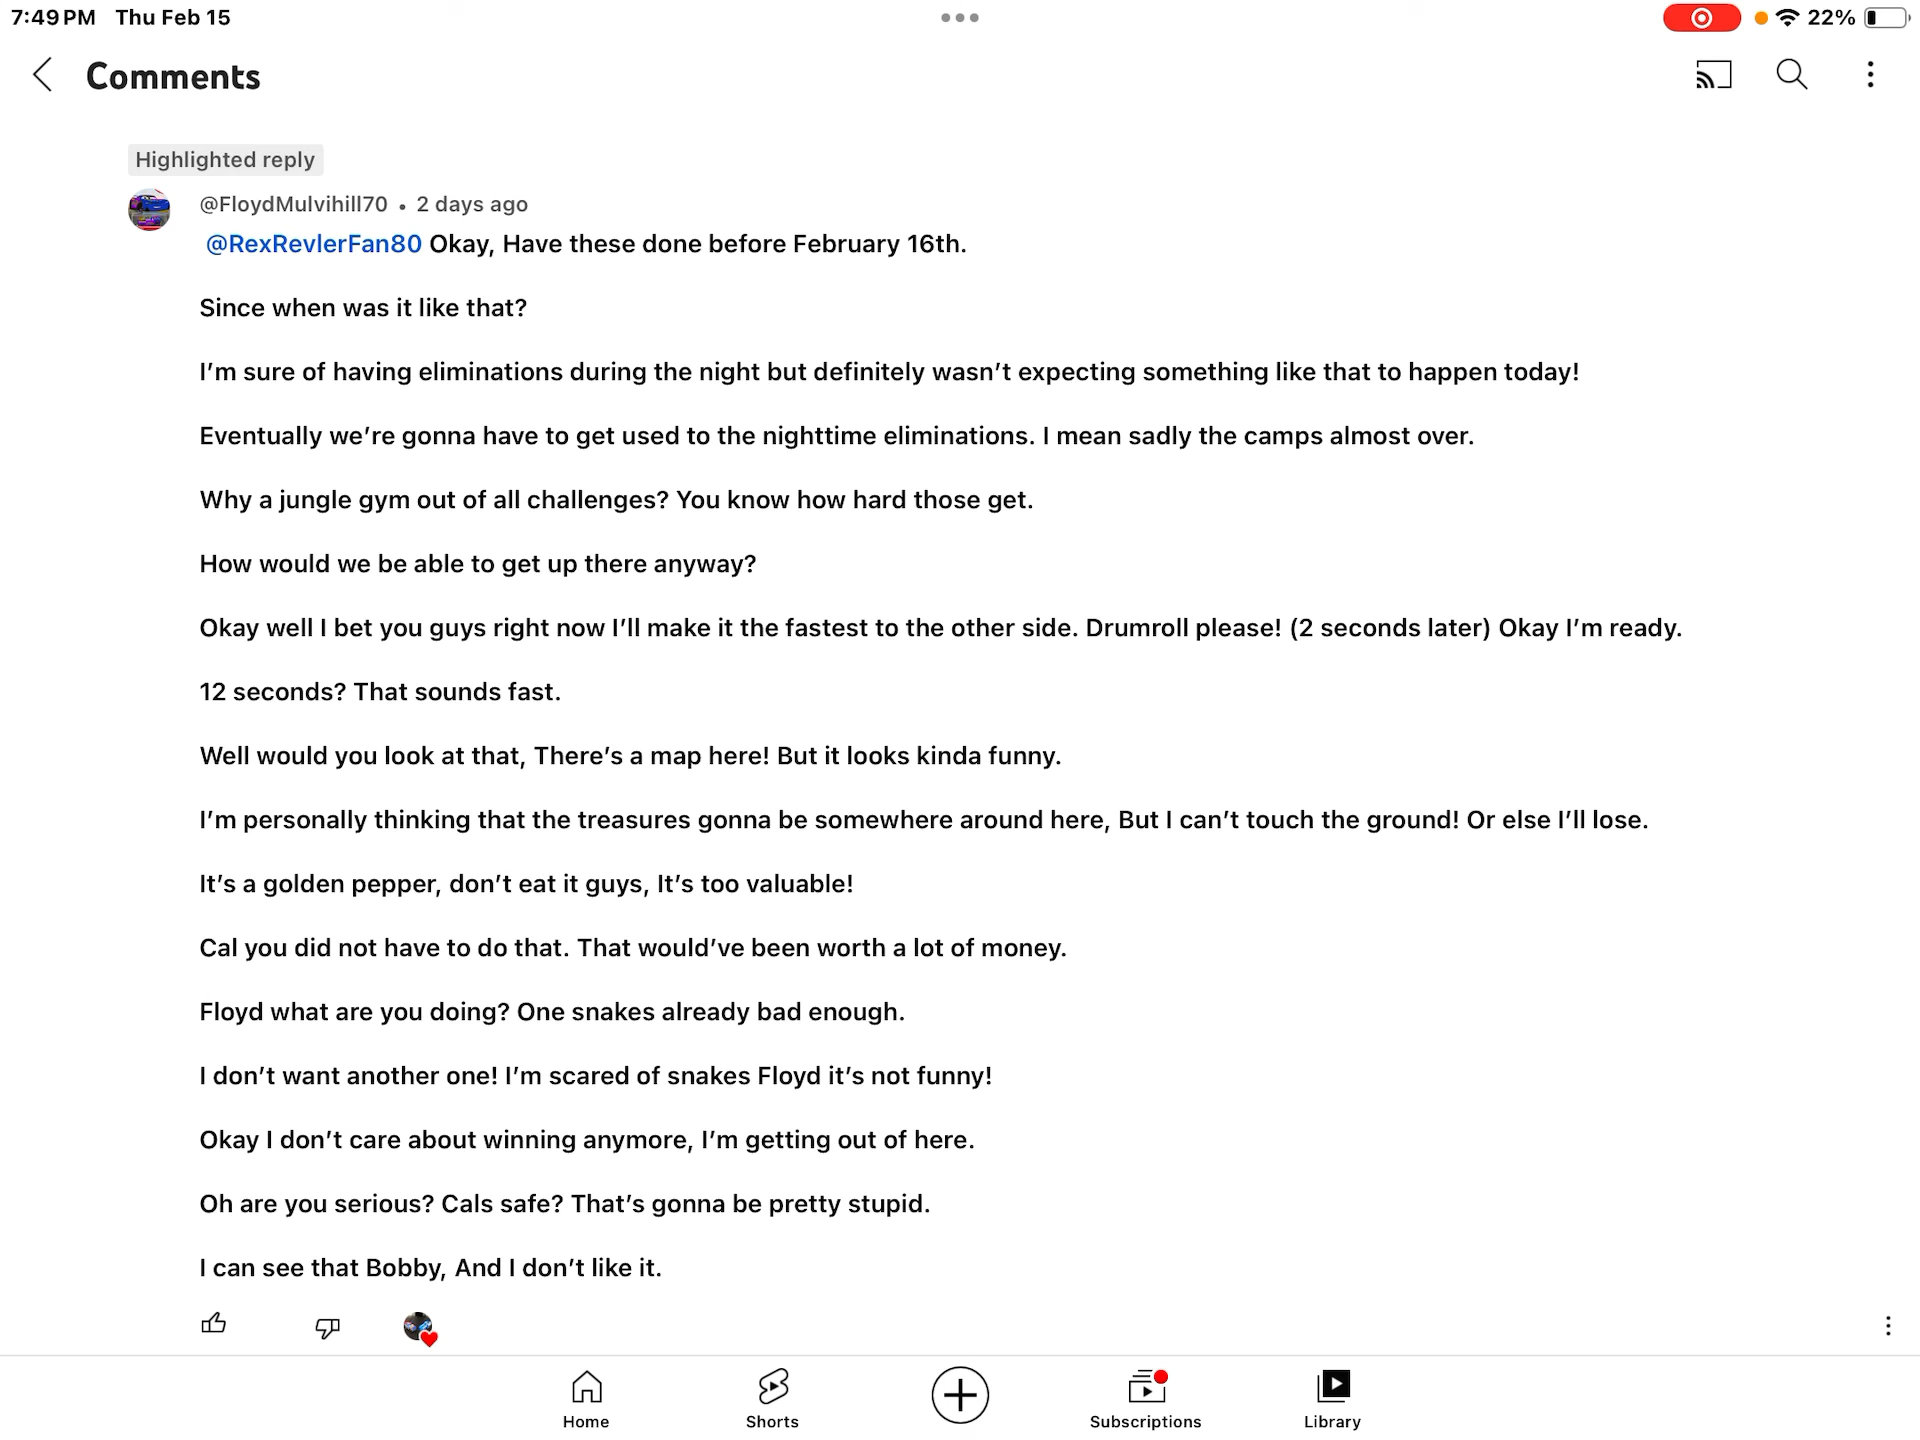 7:49 PM Thu Feb 15
22%
Comments
Highlighted reply
@FloydMulvihill70 • 2 days ago
@RexRevlerFan80 Okay, Have these done before February 16th.
Since when was it like that?
I'm sure of having eliminations during the night but definitely wasn't expecting something like that to happen today!
Eventually we're gonna have to get used to the nighttime eliminations. I mean sadly the camps almost over.
Why a jungle gym out of all challenges? You know how hard those get.
How would we be able to get up there anyway?
Okay well I bet you guys right now I'll make it the fastest to the other side. Drumroll please! (2 seconds later) Okay I'm ready.
12 seconds? That sounds fast.
Well would you look at that, There's a map here! But it looks kinda funny.
I'm personally thinking that the treasures gonna be somewhere around here, But I can't touch the ground! Or else I'll lose.
It's a golden pepper, don't eat it guys, It's too valuable!
Cal you did not have to do that. That would've been worth a lot of money.
Floyd what are you doing? One snakes already bad enough.
I don't want another one! I'm scared of snakes Floyd it's not funny!
Okay I don't care about winning anymore, I'm getting out of here.
Oh are you serious? Cals safe? That's gonna be pretty stupid.
I can see that Bobby, And I don't like it.
Home
Shorts
Subscriptions
Library